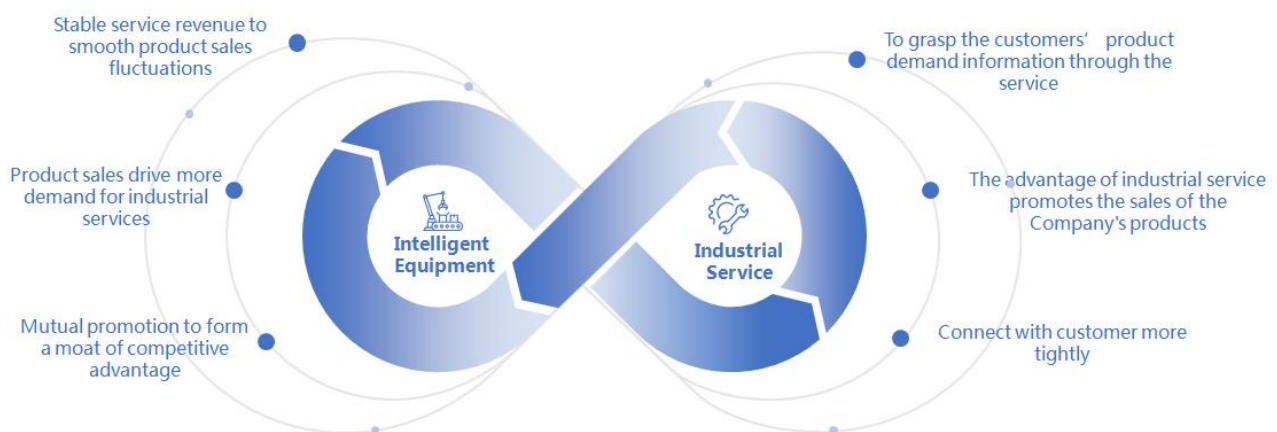 Stable service revenue to
smooth product sales
fluctuations
Product sales drive more
demand for industrial
services
Mutual promotion to form
a moat of competitive
advantage
Intelligent
Equipment
Industrial
Service
To grasp the customers’ product
demand information through the
service
The advantage of industrial service
promotes the sales of the
Company's products
Connect with customer more
tightly